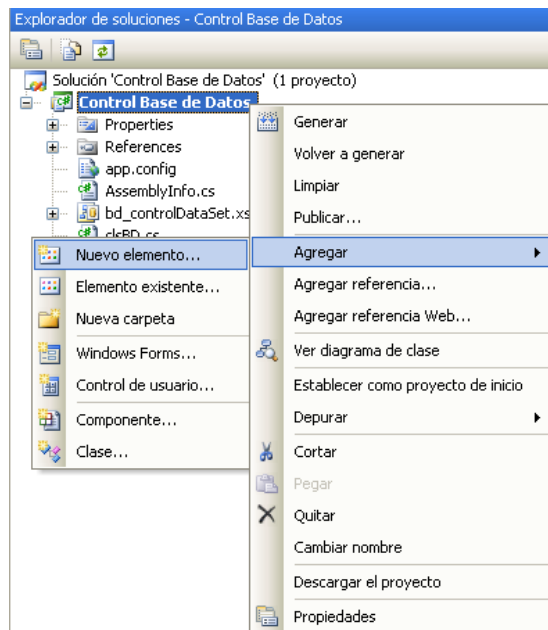 Explorador de soluciones - Control Base de Datos
Solución 'Control Base de Datos' (1 proyecto)
Control Base de Datos
Properties
References
app.config
AssemblyInfo.cs
bd_controlDataSet.xs
clsBD.cs
Generar
Volver a generar
Limpiar
Publicar...
Agregar
Agregar referencia...
Agregar referencia Web...
Ver diagrama de clase
Establecer como proyecto de inicio
Depurar
Cortar
Pegar
Quitar
Cambiar nombre
Descargar el proyecto
Propiedades
Nuevo elemento...
Elemento existente...
Nueva carpeta
Windows Forms...
Control de usuario...
Componente...
Clase...